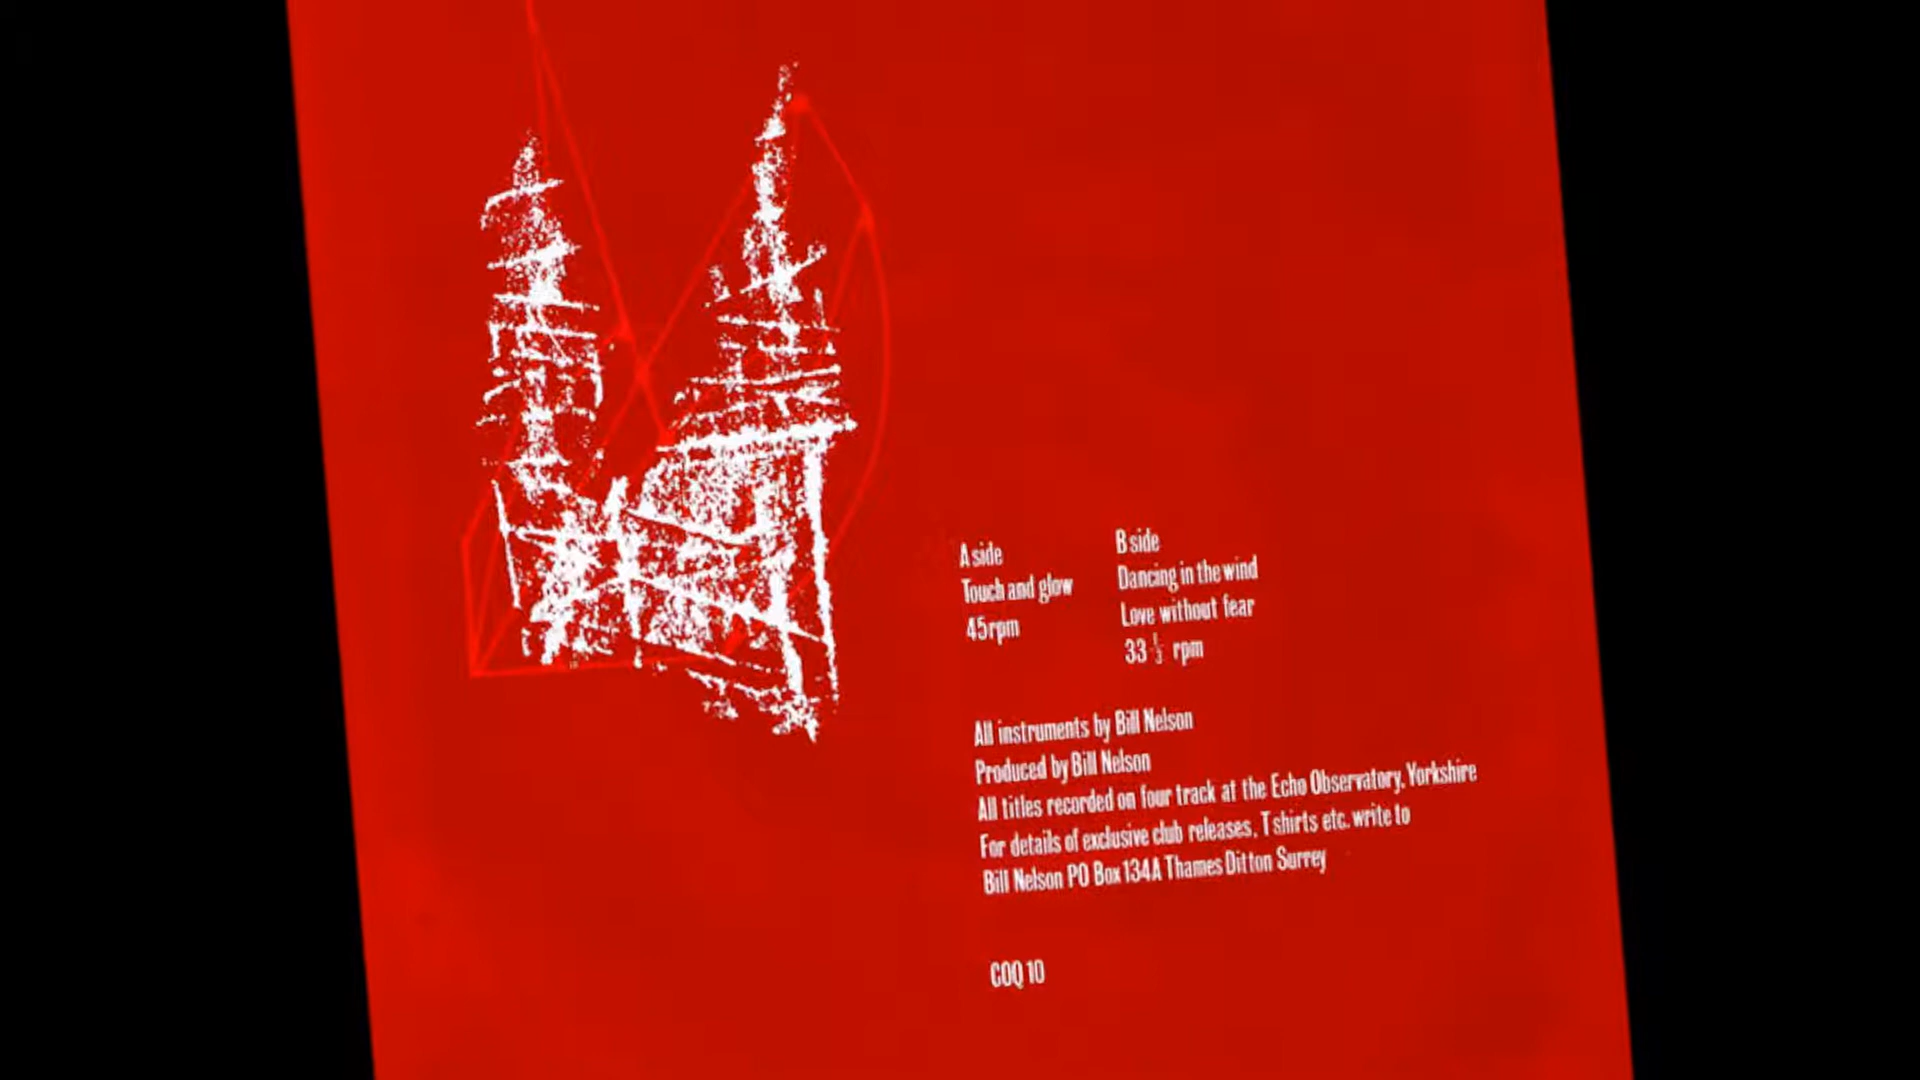 A side
Touch and glow
45rpm
B side
Dancing in the wind
Love without fear
33 1/3 rpm
All instruments by Bill Nelson
Produced by Bill Nelson
All titles recorded on four track at the Echo Observatory. Yorkshire
For details of exclusive club releases, T shirts etc. write to
Bill Nelson PO Box 134A Thames Ditton Surrey
COQ 10